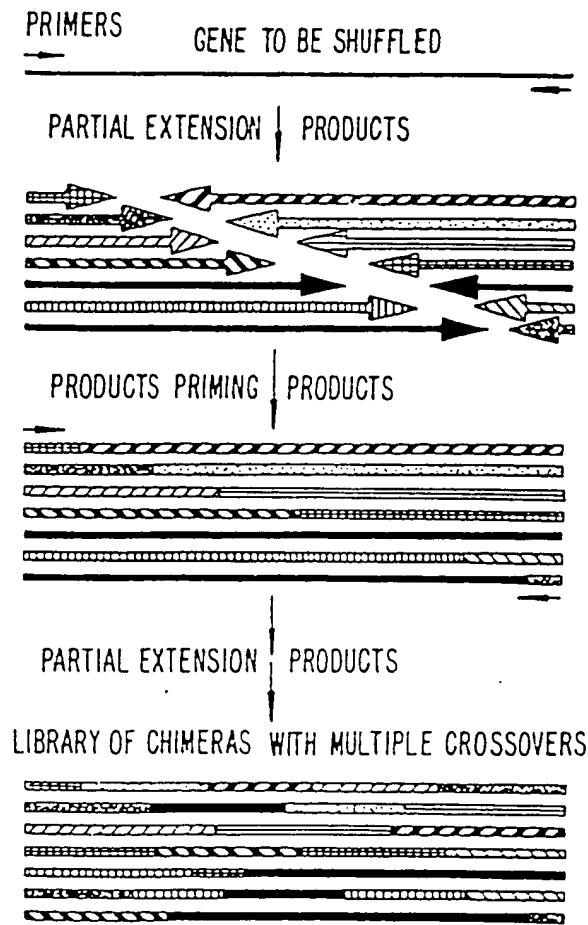 PRIMERS
GENE TO BE SHUFFLED
PARTIAL EXTENSION PRODUCTS
PRODUCTS PRIMING PRODUCTS
PARTIAL EXTENSION PRODUCTS
LIBRARY OF CHIMERAS WITH MULTIPLE CROSSOVERS